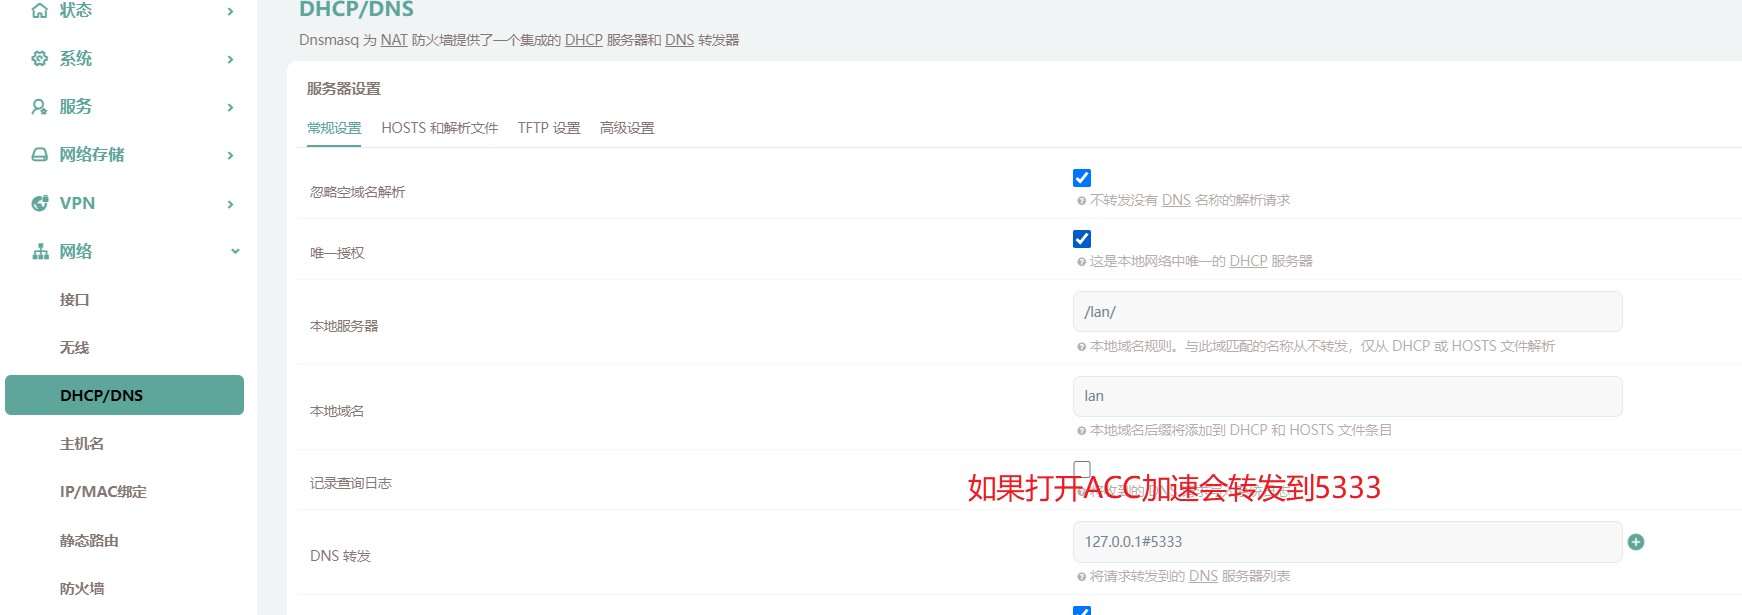 状态
系统
服务
网络存储
VPN
网络
接口
无线
DHCP/DNS
主机名
IP/MAC绑定
静态路由
防火墙
DHCP/DNS
Dnsmasq 为 NAT 防火墙提供了一个集成的 DHCP 服务器和 DNS 转发器
服务器设置
常规设置 HOSTS 和解析文件 TFTP 设置 高级设置
忽略空域名解析
不转发没有 DNS 名称的解析请求
唯一授权
这是本地网络中唯一的 DHCP 服务器
本地服务器
/lan/
本地域名规则。与此域匹配的名称从不转发，仅从 DHCP 或 HOSTS 文件解析
本地域名
lan
本地域名后缀将添加到 DHCP 和 HOSTS 文件条目
记录查询日志
如果打开ACC加速会转发到5333
DNS 转发
127.0.0.1#5333
将请求转发到的 DNS 服务器列表